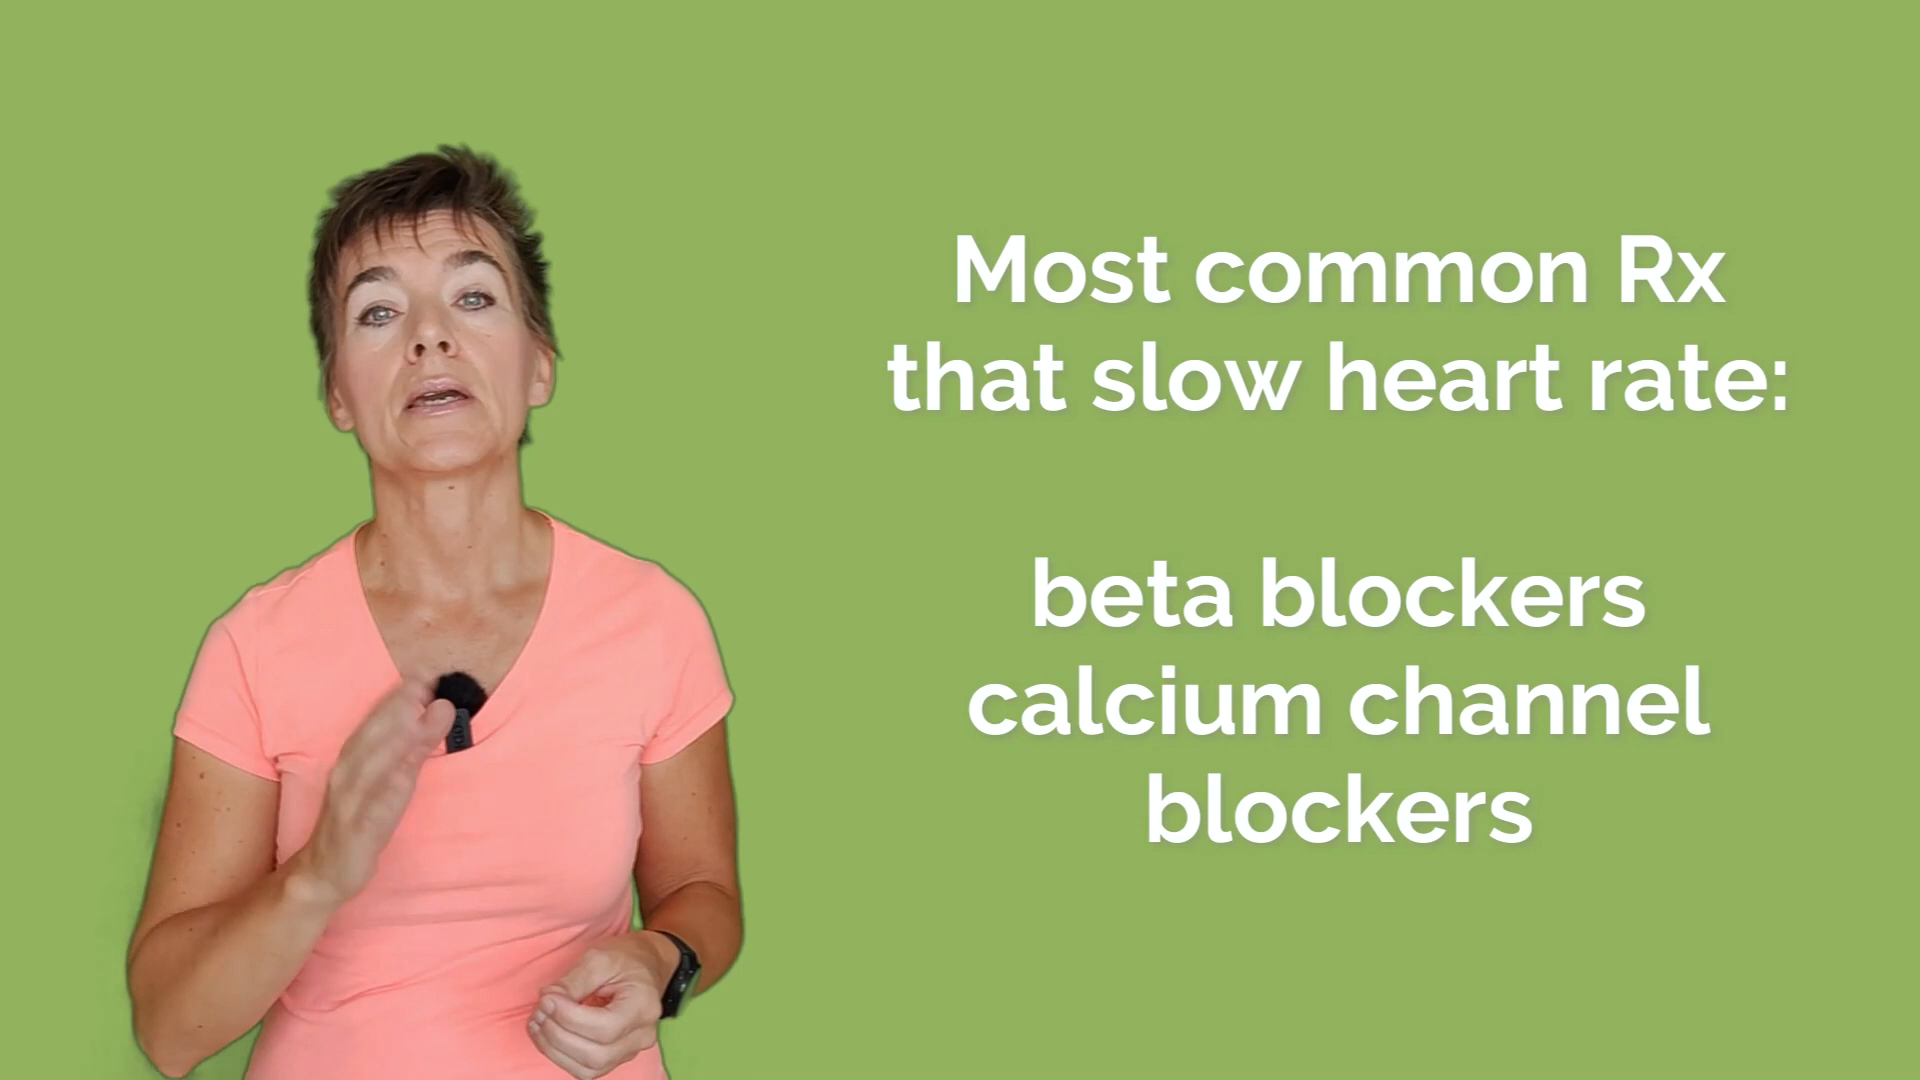 Most common Rx
that slow heart rate:
beta blockers
calcium channel
blockers